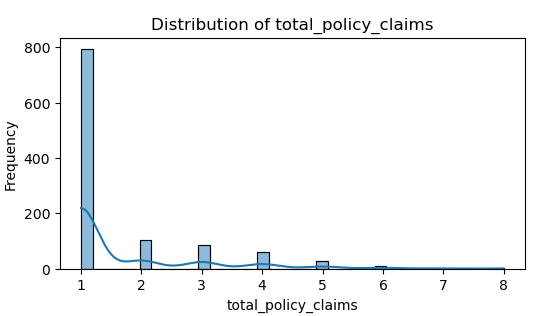 Distribution of total_policy_claims
800
600
400
200
0
Frequency
1 2 3 4 5 6 7 8
total_policy_claims